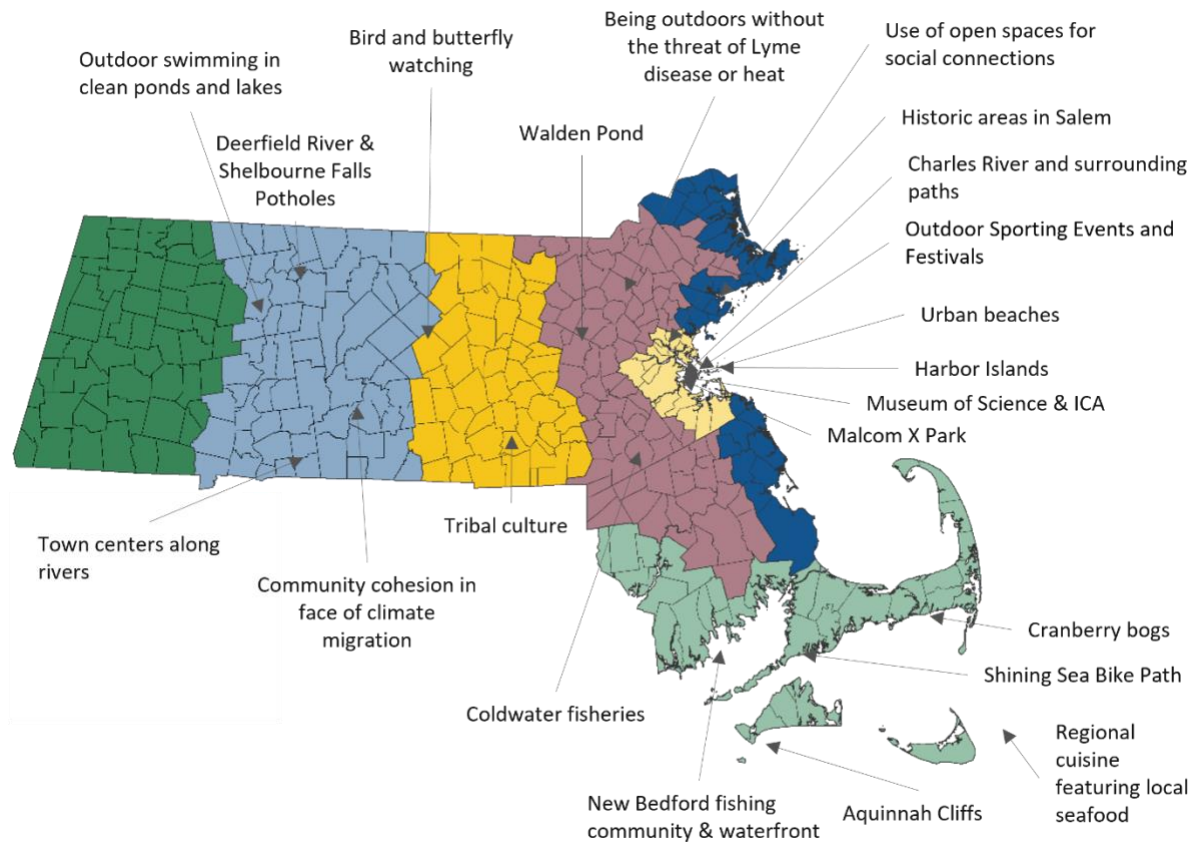 Being outdoors without
the threat of Lyme
disease or heat
Use of open spaces for
social connections
Bird and butterfly
watching
Outdoor swimming in
clean ponds and lakes
Walden Pond
Historic areas in Salem
Deerfield River &
Shelbourne Falls
Potholes
Charles River and surrounding
paths
Outdoor Sporting Events and
Festivals
Urban beaches
Harbor Islands
Museum of Science & ICA
Malcom X Park
Tribal culture
Town centers along
rivers
Community cohesion in
face of climate
migration
Cranberry bogs
Shining Sea Bike Path
Coldwater fisheries
Regional
cuisine
featuring local
seafood
New Bedford fishing
community & waterfront
Aquinnah Cliffs